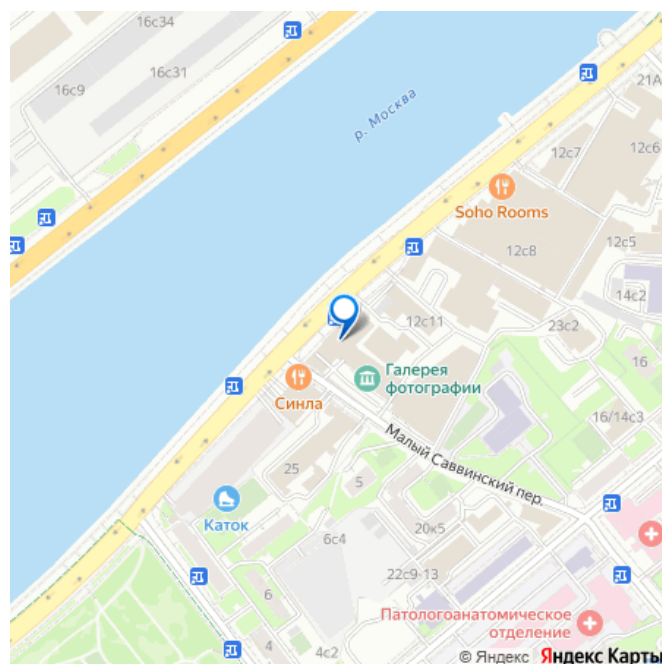 16с34
16с31
16с9
р. Москва
21А
12с7
12с6
Soho Rooms
12с8
12с5
14с2
12с11
23с2
Галерея
фотографии
16
Синла
16/14с3
Малый Саввинский пер.
25
5
Каток
20к5
6с4
22с9-13
6
Патологоанатомическое
отделение
4
4с2
© Яндекс Яндекс Карты